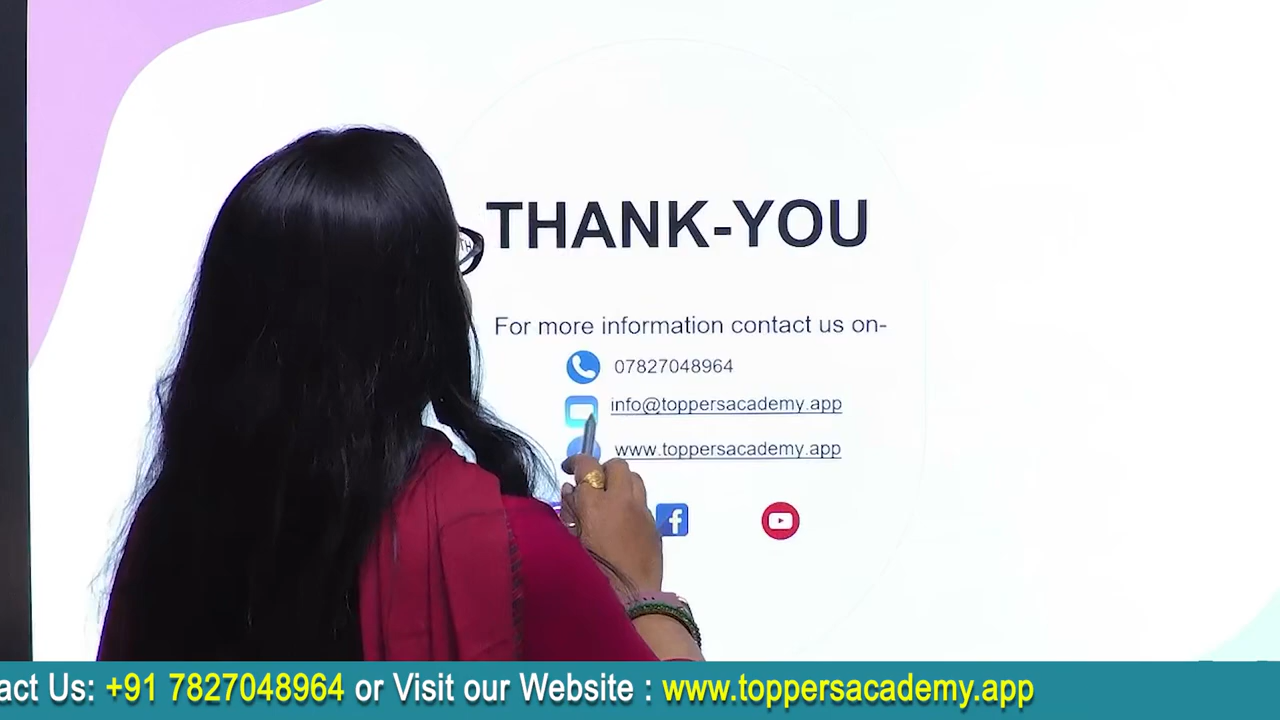 THANK-YOU
For more information contact us on-
07827048964
info@toppersacademy.app
www.toppersacademy.app
act Us: +91 7827048964 or Visit our Website : www.toppersacademy.app